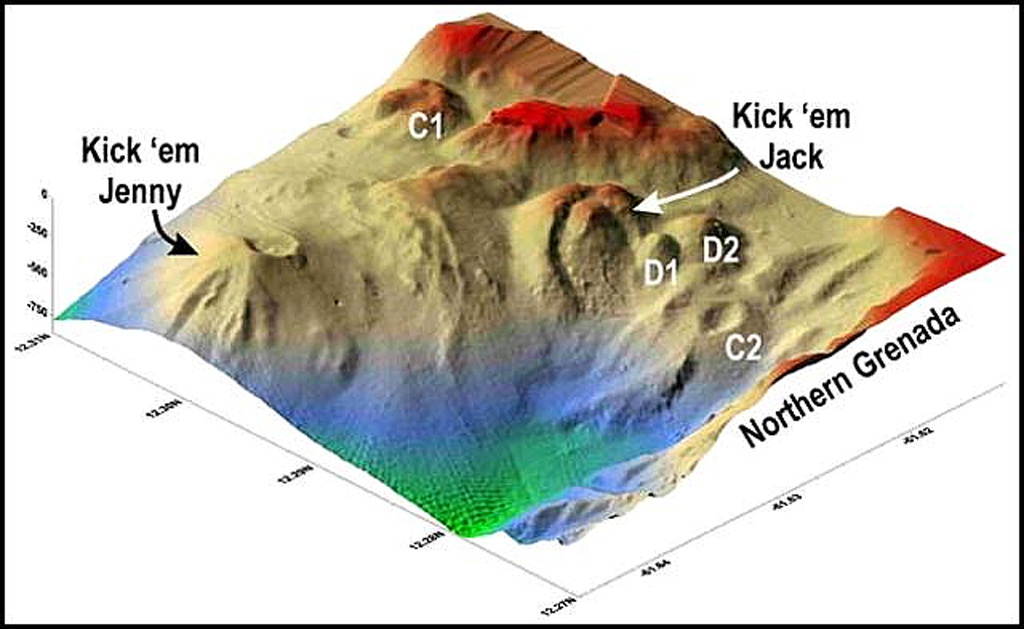 Kick ‘em
Jenny
Kick ‘em
Jack
C1
D1
D2
C2
Northern Grenada
0
-250
-500
-750
12.31N
12.30N
12.29N
12.28N
12.27N
-61.64
-61.63
-61.62